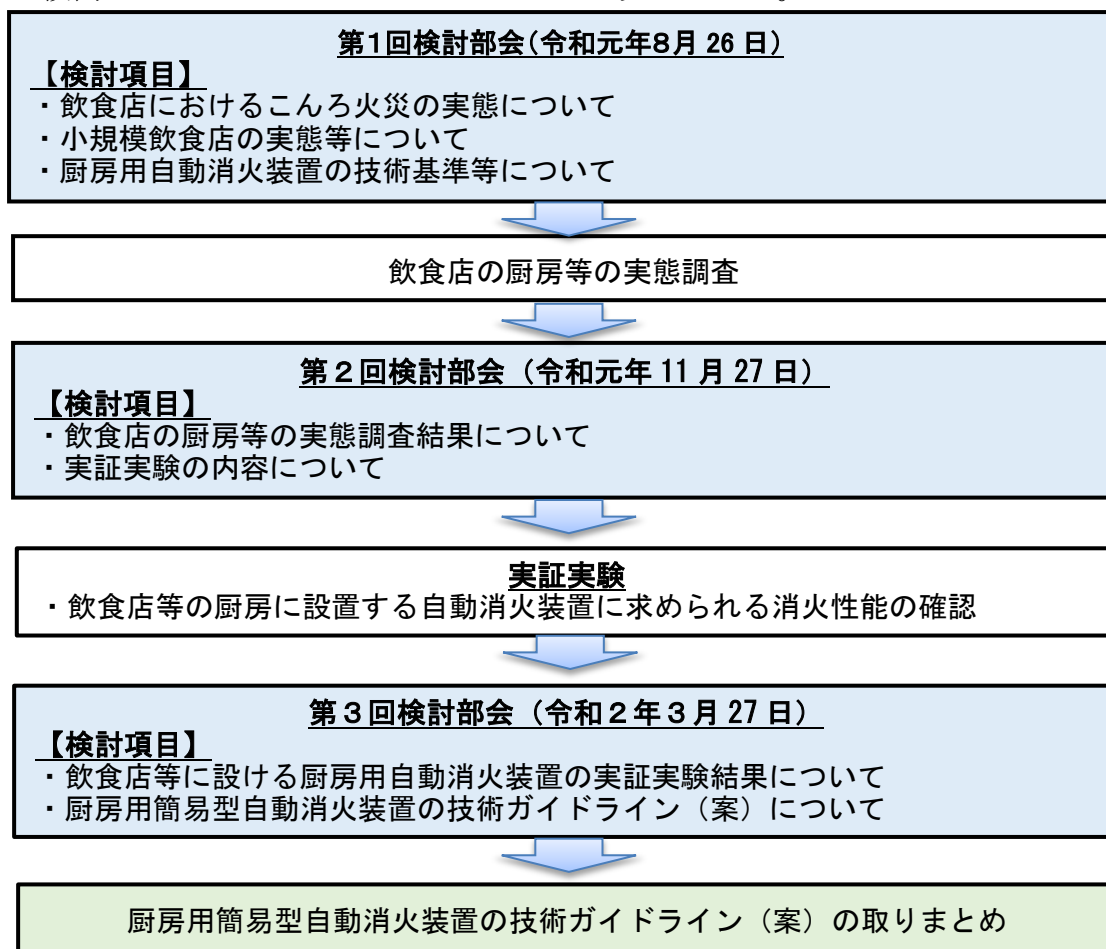 第1回検討部会(令和元年8月 26 日)
【検討項目】
・飲食店におけるこんろ火災の実態について
・小規模飲食店の実態等について
・厨房用自動消火装置の技術基準等について
飲食店の厨房等の実態調査
第2回検討部会(令和元年 11 月 27 日)
【検討項目】
・飲食店の厨房等の実態調査結果について
・実証実験の内容について
実証実験
・飲食店等の厨房に設置する自動消火装置に求められる消火性能の確認
第3回検討部会(令和2年3月 27 日)
【検討項目】
・飲食店等に設ける厨房用自動消火装置の実証実験結果について
・厨房用簡易型自動消火装置の技術ガイドライン(案)について
厨房用簡易型自動消火装置の技術ガイドライン(案)の取りまとめ